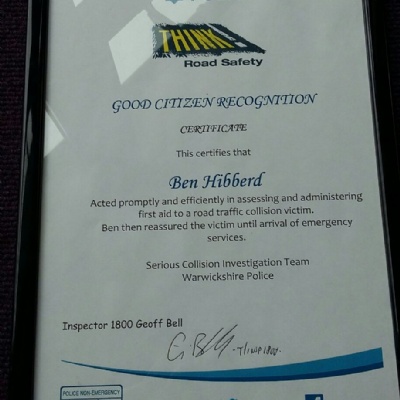 THINK!
Road Safety
GOOD CITIZEN RECOGNITION
CERTIFICATE
This certifies that
Ben Hibberd
Acted promptly and efficiently in assessing and administering
first aid to a road traffic collision victim.
Ben then reassured the victim until arrival of emergency
services.
Serious Collision Investigation Team
Warwickshire Police
Inspector 1800 Geoff Bell
POLICE NON-EMERGENCY